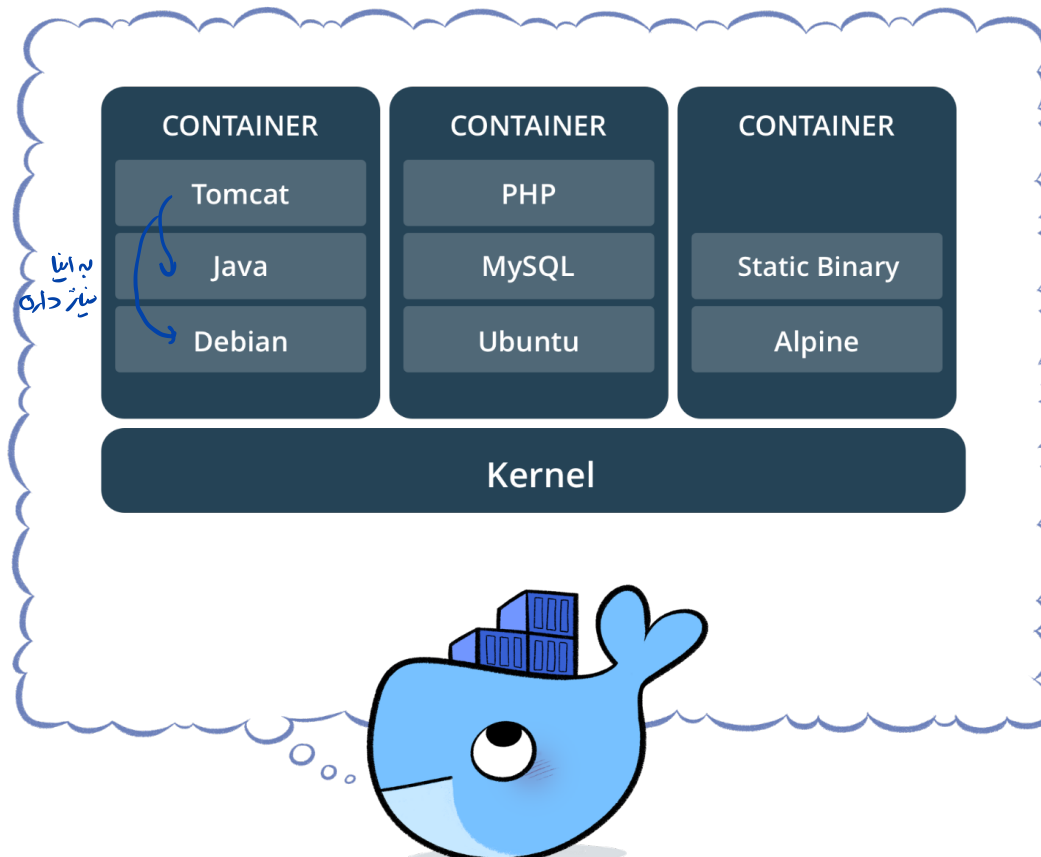 CONTAINER
Tomcat
Java
Debian
به اینا
نیاز داره
CONTAINER
PHP
MySQL
Ubuntu
CONTAINER
Static Binary
Alpine
Kernel